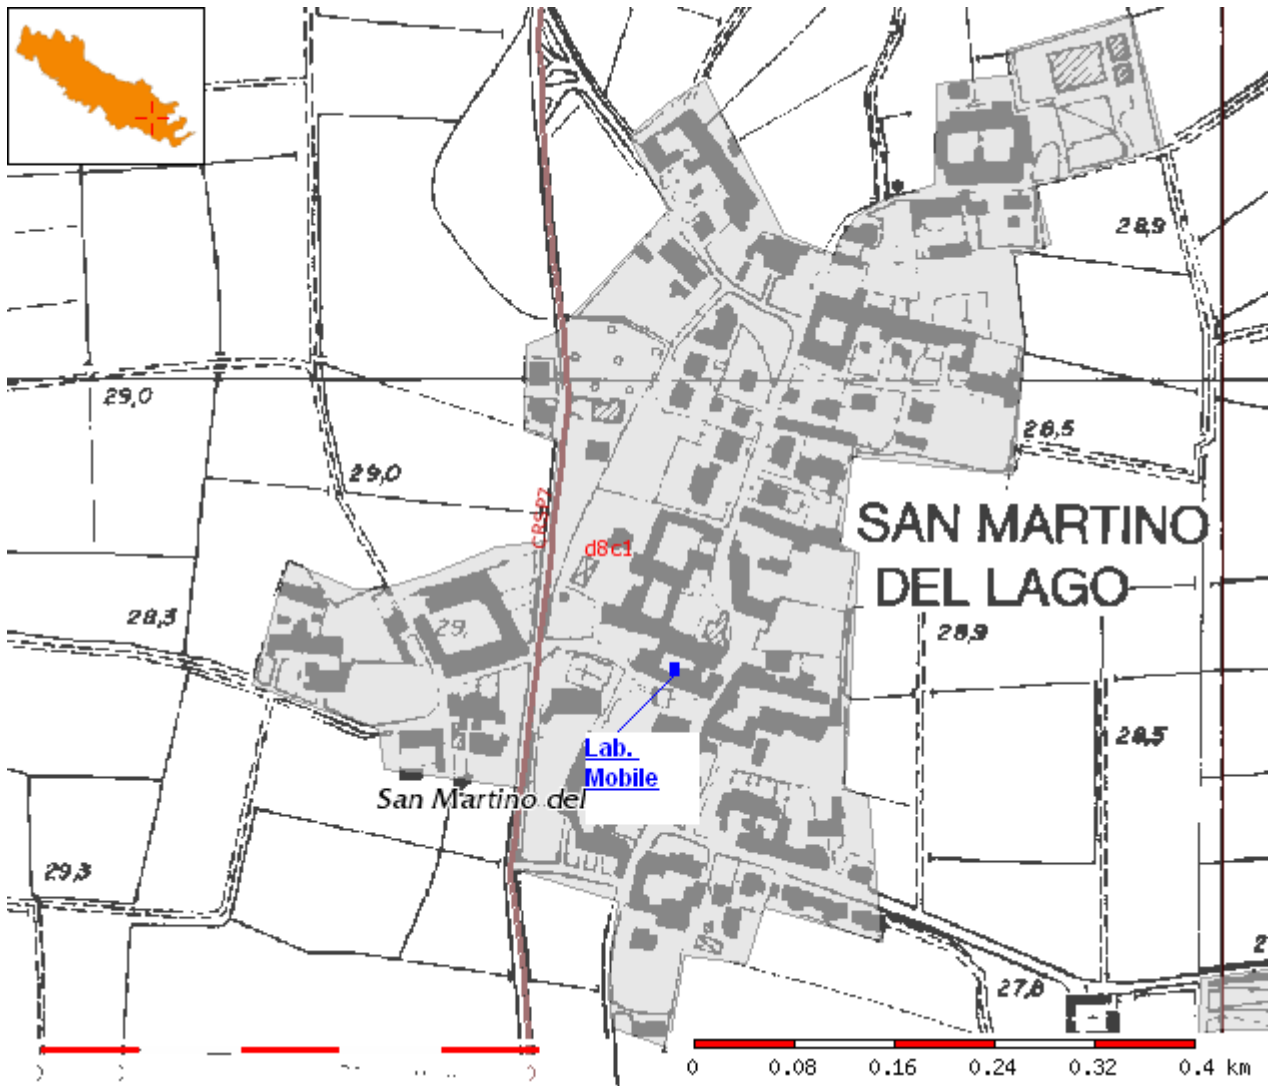 28,9
29,0
28,5
29,0
CRSP7
SAN MARTINO
DEL LAGO
d8c1
28,3
28,9
29,
28,5
Lab.
Mobile
San Martino del
29,3
27,8
0 0.08 0.16 0.24 0.32 0.4 km